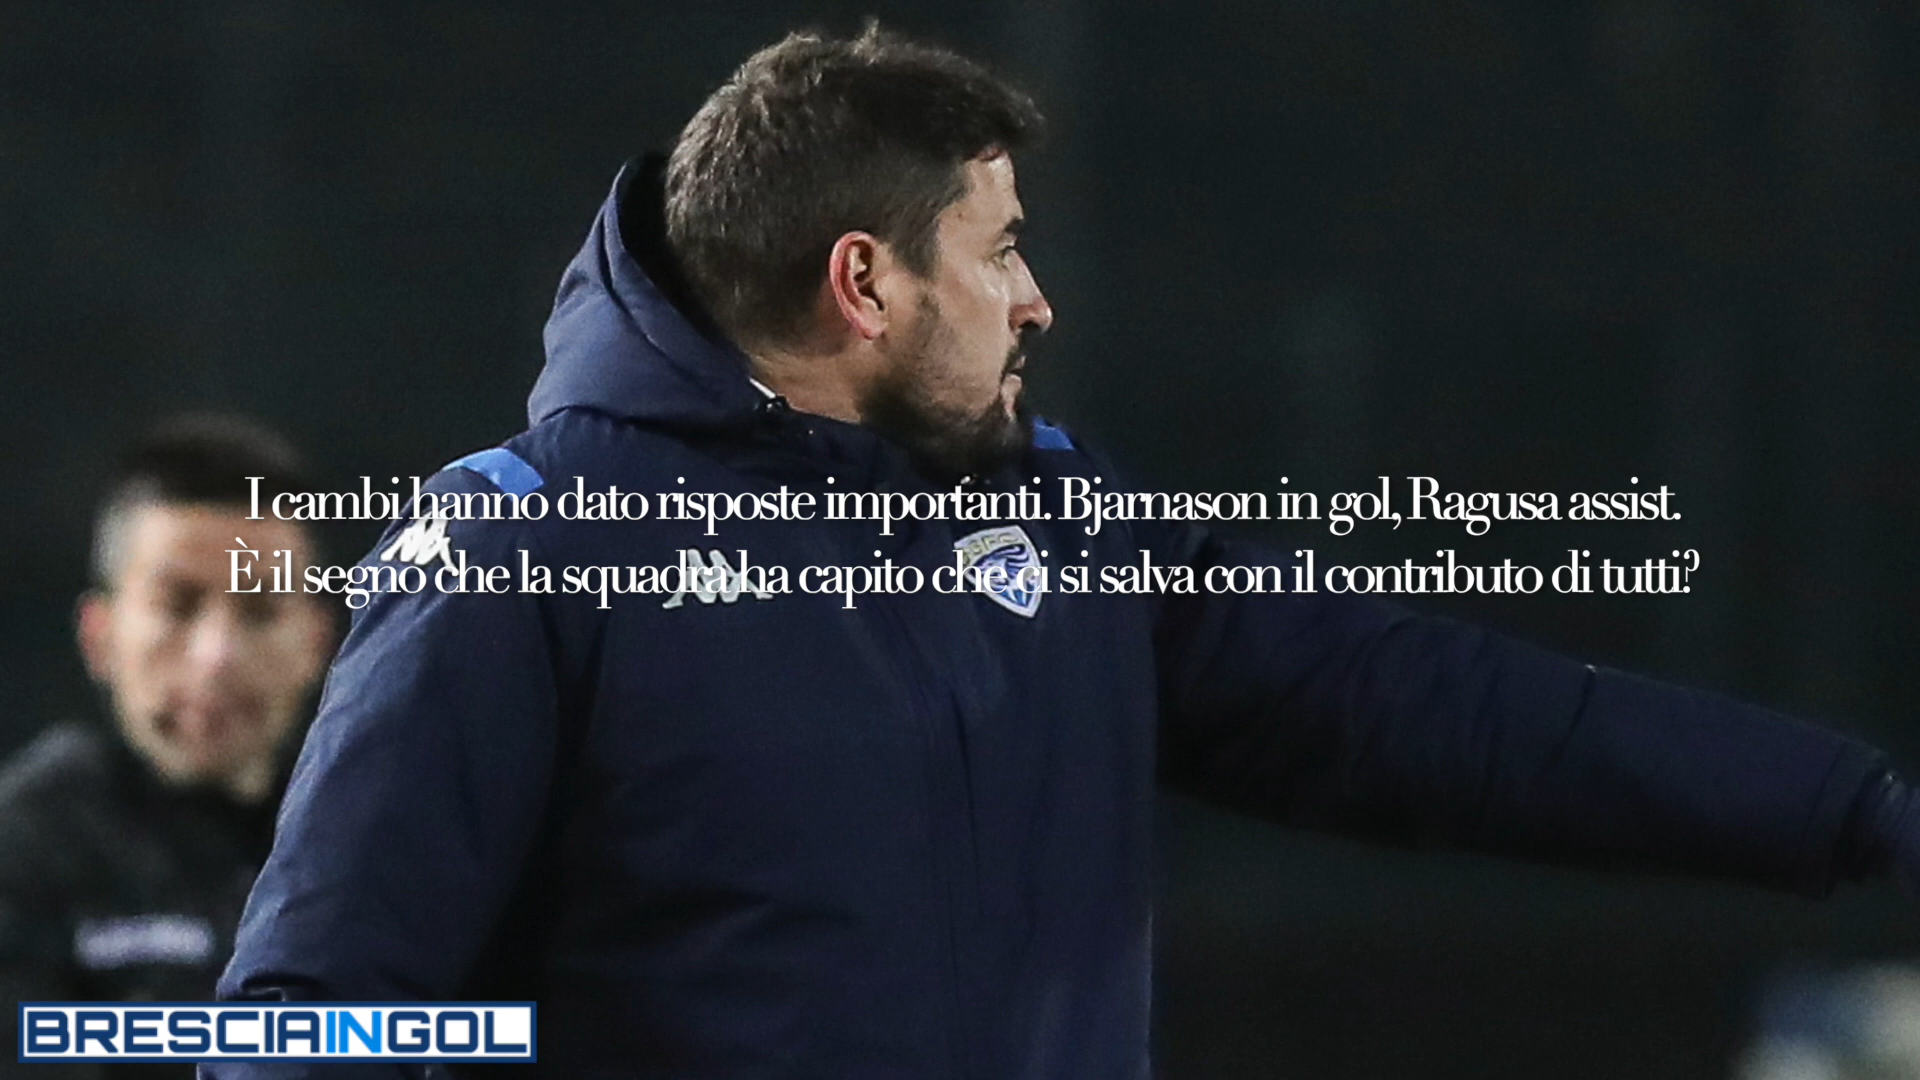 I cambi hanno dato risposte importanti. Bjarnason in gol, Ragusa assist.
È il segno che la squadra ha capito che ci si salva con il contributo di tutti?
BSFC
BRESCIAINGOL